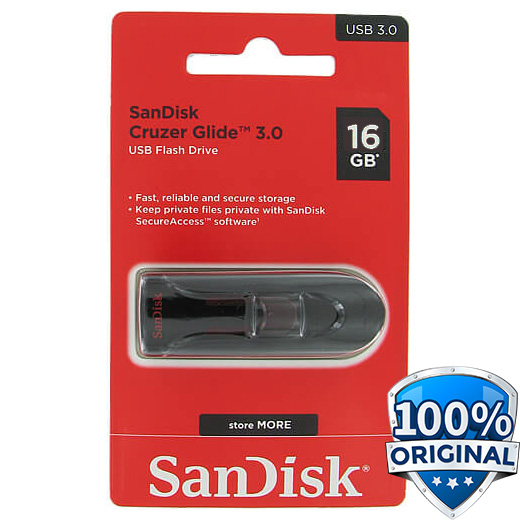 USB 3.0
SanDisk
Cruzer Glide™ 3.0
USB Flash Drive
16
GB*
• Fast, reliable and secure storage
• Keep private files private with SanDisk
SecureAccess™ software¹
SanDisk
store MORE
SanDisk®
100%
ORIGINAL